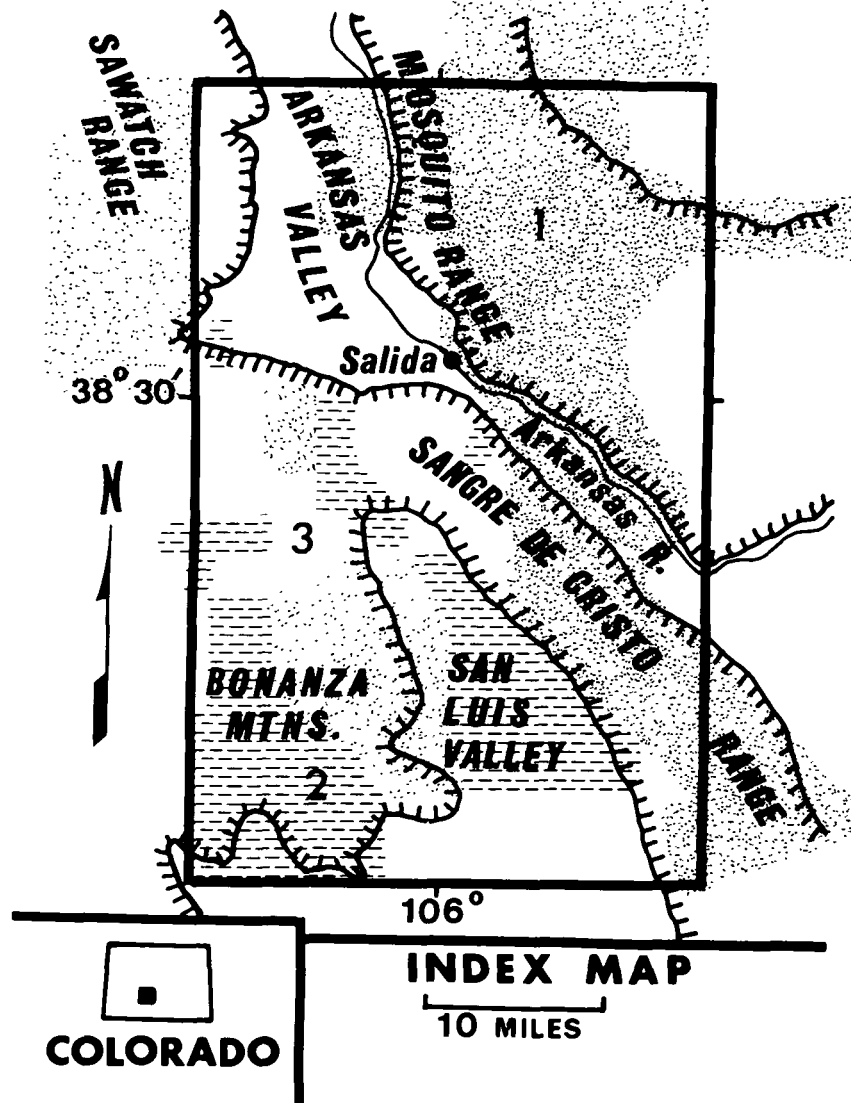 SAWATCH
RANGE
ARKANSAS
VALLEY
MOSQUITO RANGE
1
Salida
38° 30'
Arkansas R.
SANGRE DE CRISTO
RANGE
N
3
BONANZA
MTNS.
2
SAN
LUIS
VALLEY
106°
INDEX MAP
10 MILES
COLORADO